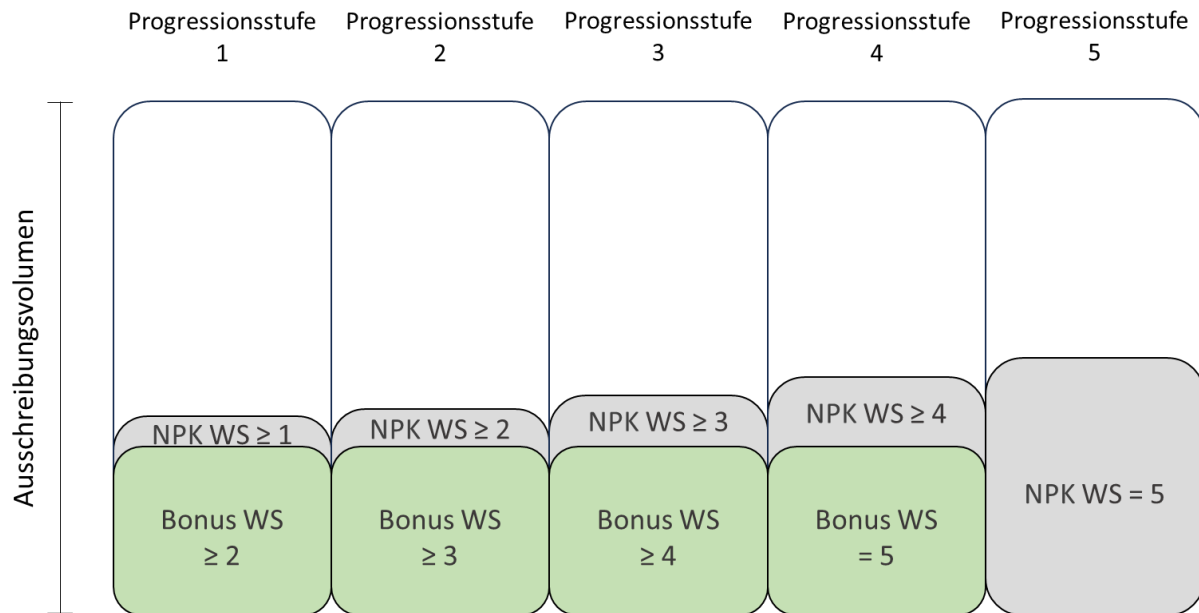 Progressionsstufe
1
Progressionsstufe
2
Progressionsstufe
3
Progressionsstufe
4
Progressionsstufe
5
Ausschreibungsvolumen
NPK WS ≥ 1
NPK WS ≥ 2
NPK WS ≥ 3
NPK WS ≥ 4
NPK WS = 5
Bonus WS
≥ 2
Bonus WS
≥ 3
Bonus WS
≥ 4
Bonus WS
= 5